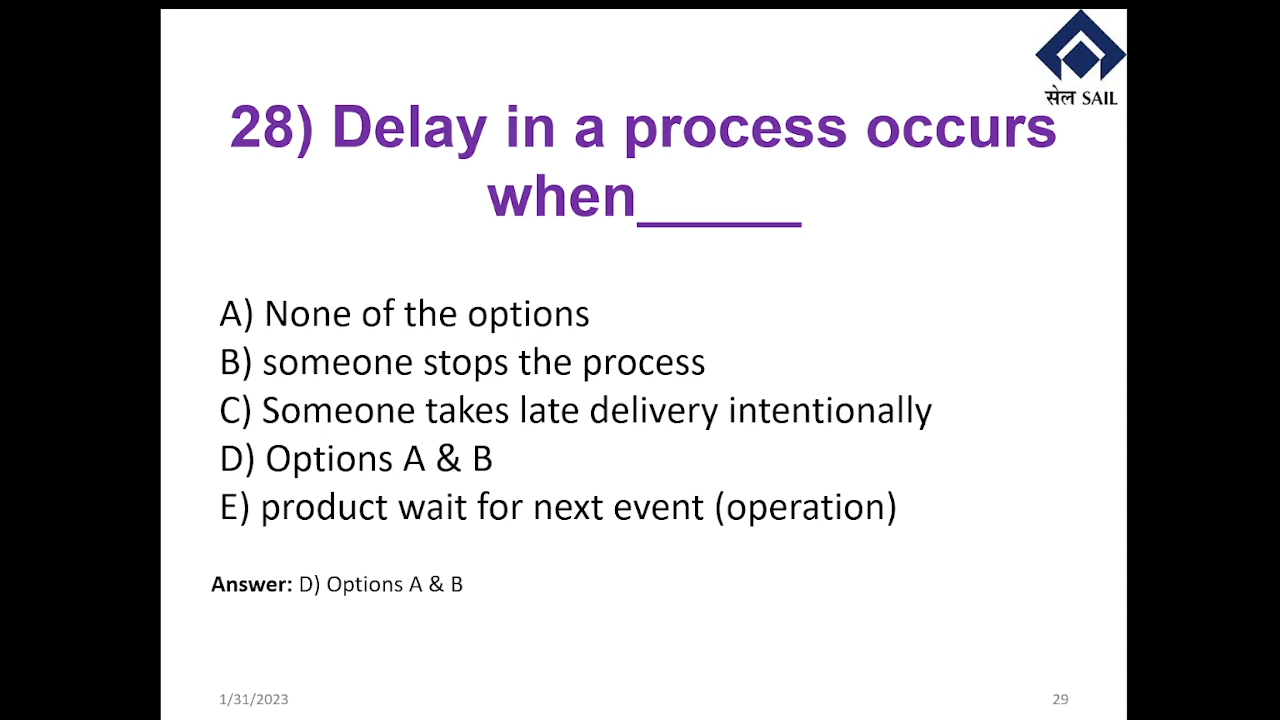 सेल SAIL
28) Delay in a process occurs
when_____
A) None of the options
B) someone stops the process
C) Someone takes late delivery intentionally
D) Options A & B
E) product wait for next event (operation)
Answer: D) Options A & B
1/31/2023
29